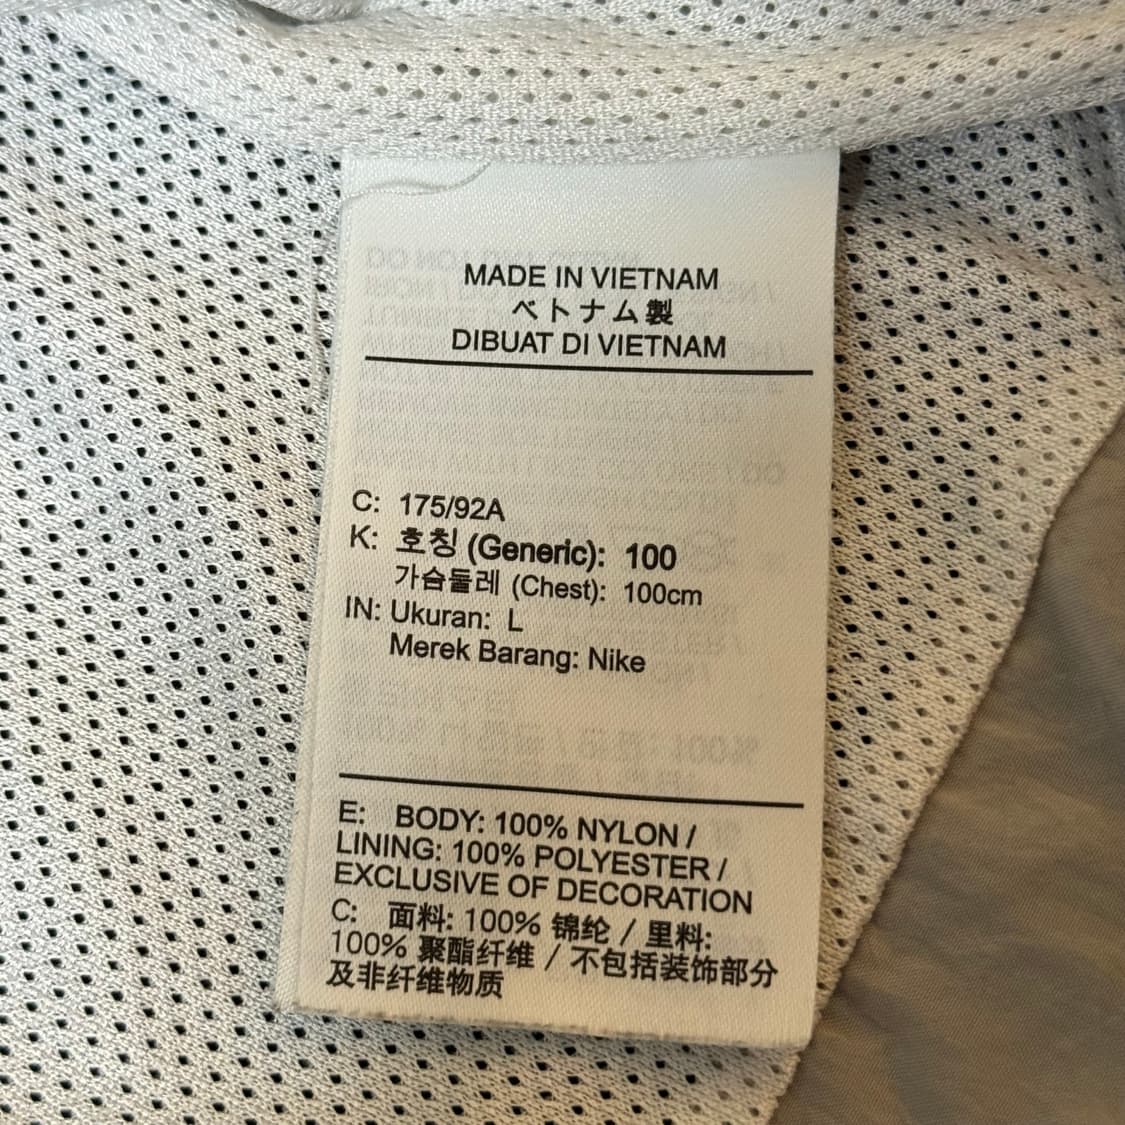 MADE IN VIETNAM
ベトナム製
DIBUAT DI VIETNAM
C: 175/92A
K: 호칭 (Generic): 100
가슴둘레 (Chest): 100cm
IN: Ukuran: L
Merek Barang: Nike
E: BODY: 100% NYLON /
LINING: 100% POLYESTER /
EXCLUSIVE OF DECORATION
C: 面料: 100% 锦纶 / 里料:
100% 聚酯纤维 / 不包括装饰部分
及非纤维物质